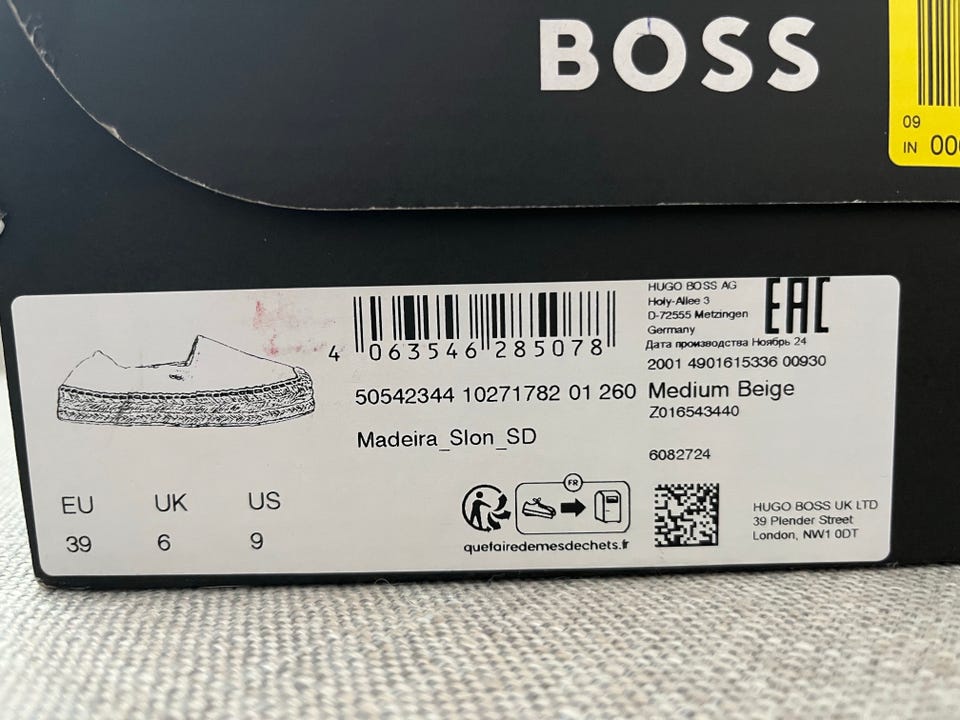 BOSS
09
IN 00
HUGO BOSS AG
Holy-Allee 3
D-72555 Metzingen
Germany
EAC
Дата производства Ноябрь 24
4 063546 285078
2001 4901615336 00930
50542344 10271782 01 260 Medium Beige
Z016543440
Madeira_Slon_SD
6082724
EU UK US
39 6 9
FR
quefairedemesdechets.fr
HUGO BOSS UK LTD
39 Plender Street
London, NW1 0DT